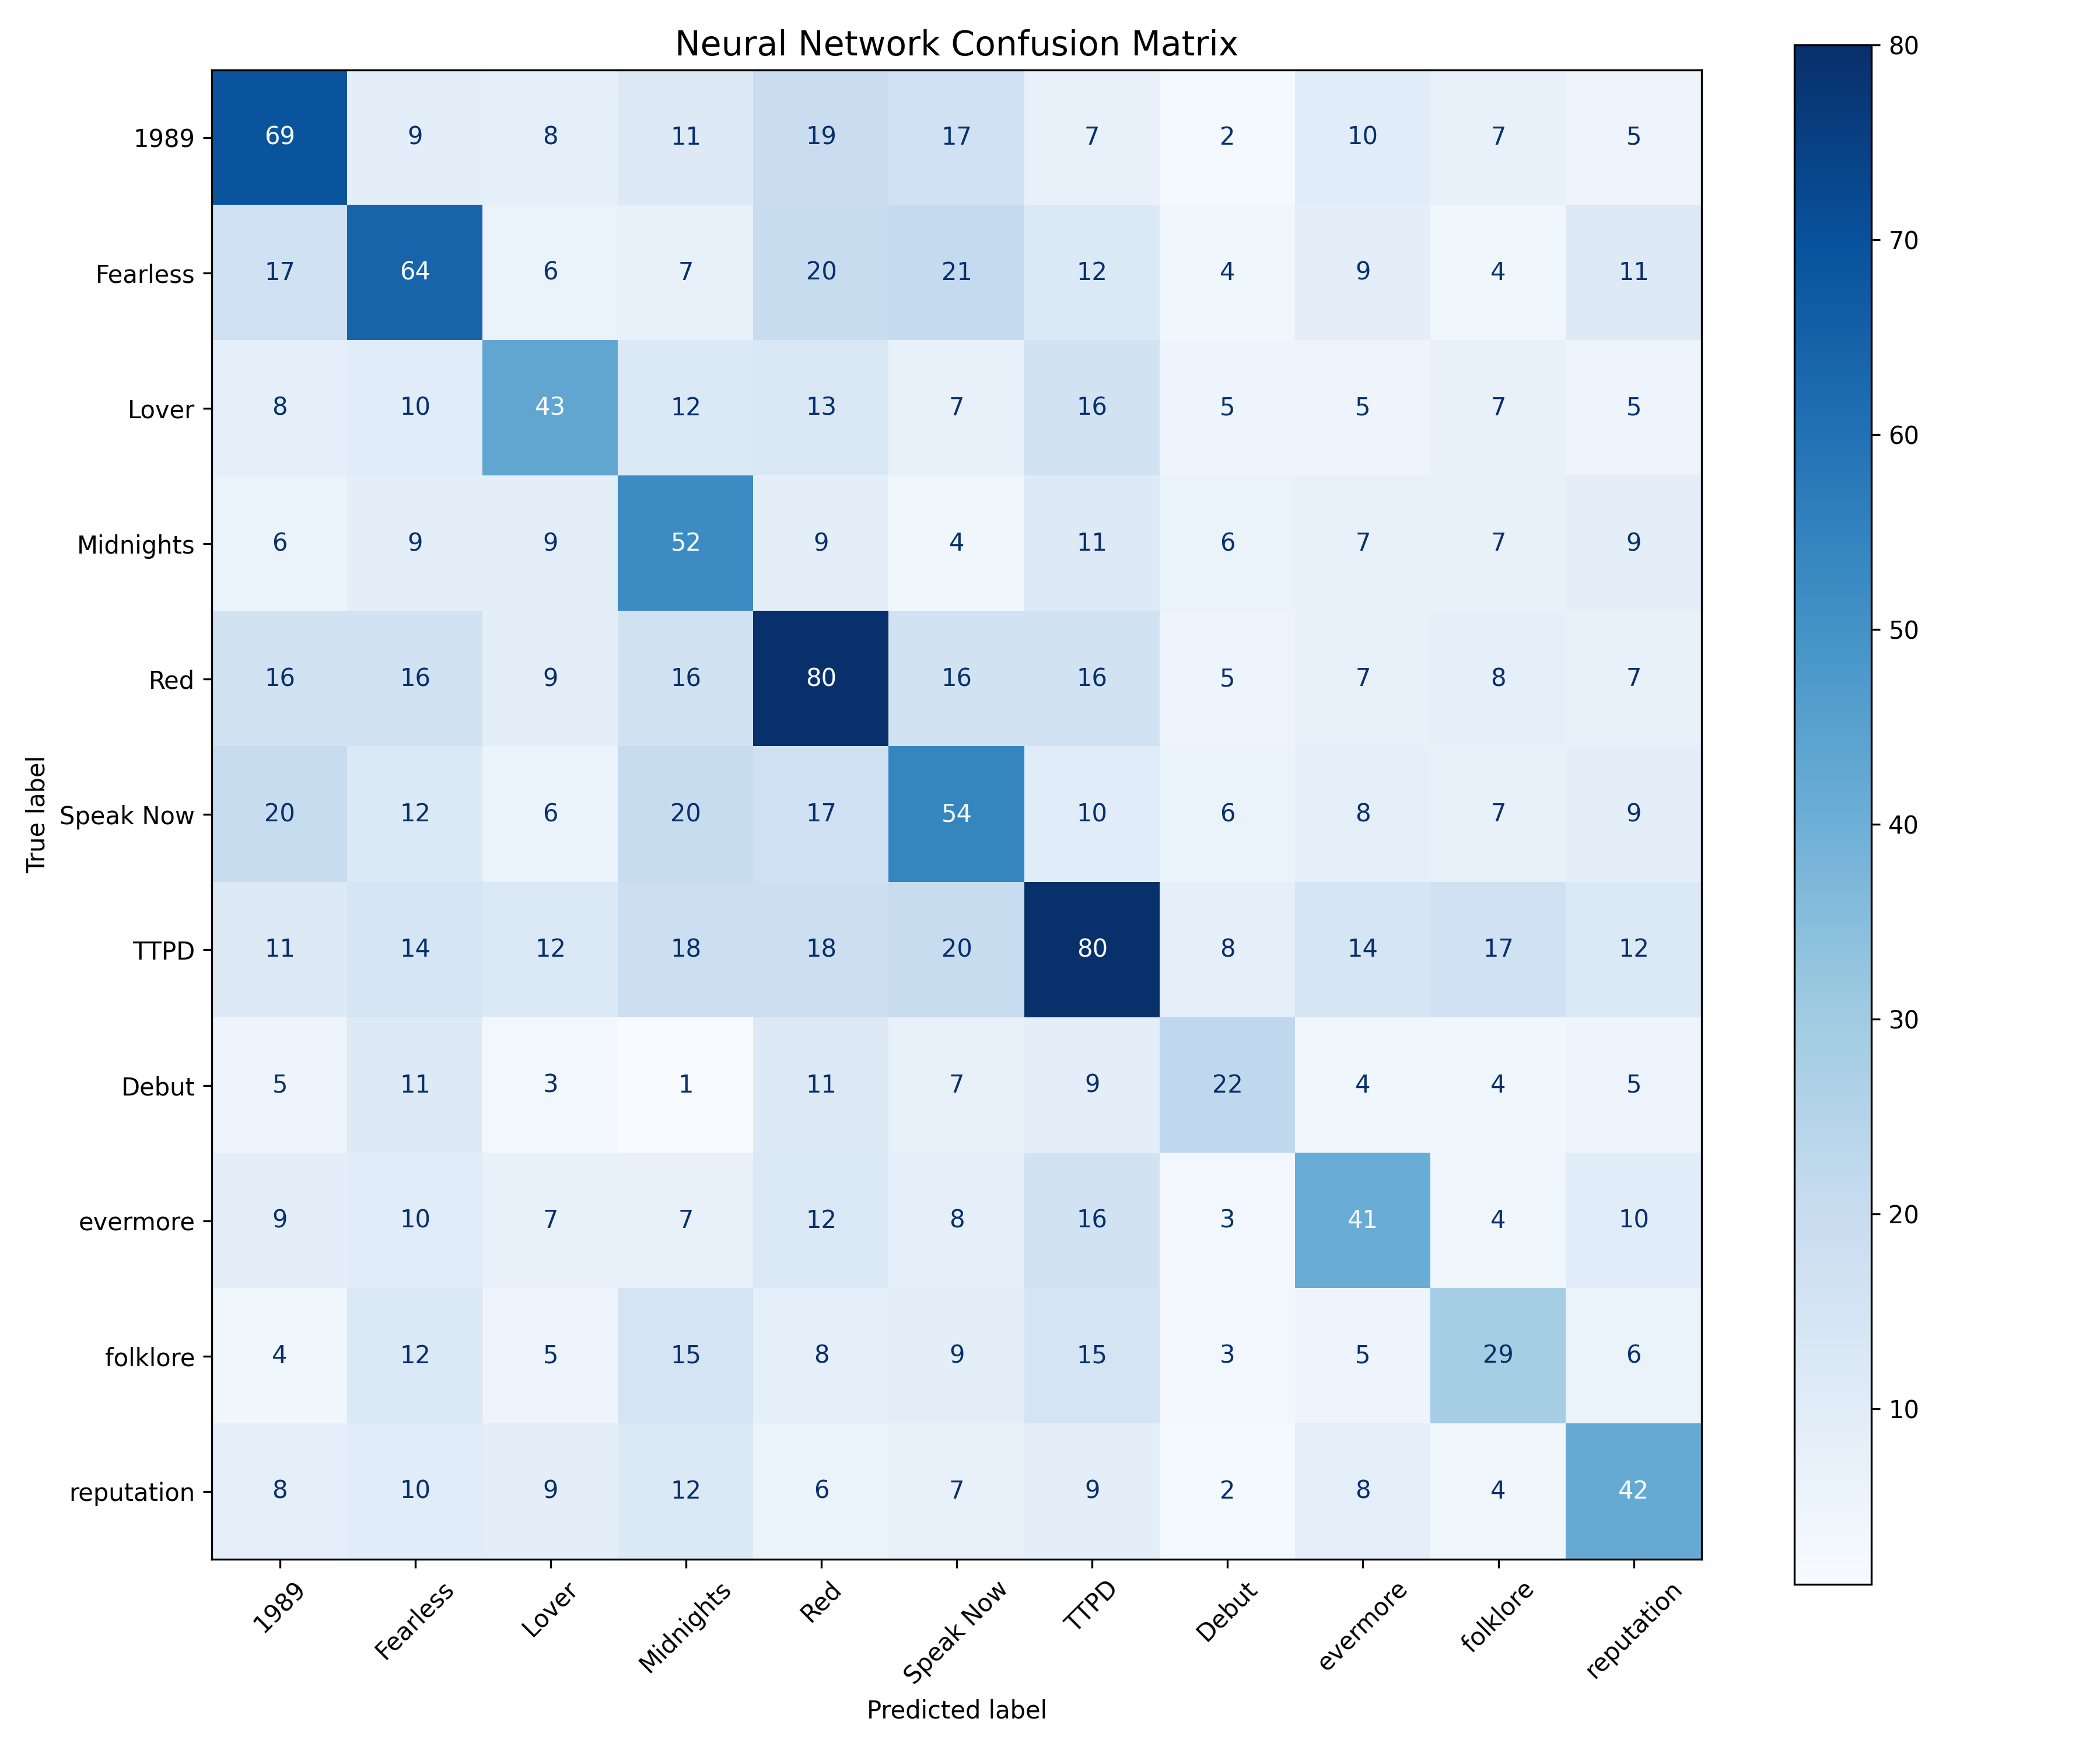 Neural Network Confusion Matrix
1989 69 9 8 11 19 17 7 2 10 7 5
Fearless 17 64 6 7 20 21 12 4 9 4 11
Lover 8 10 43 12 13 7 16 5 5 7 5
Midnights 6 9 9 52 9 4 11 6 7 7 9
Red 16 16 9 16 80 16 16 5 7 8 7
Speak Now 20 12 6 20 17 54 10 6 8 7 9
TTPD 11 14 12 18 18 20 80 8 14 17 12
Debut 5 11 3 1 11 7 9 22 4 4 5
evermore 9 10 7 7 12 8 16 3 41 4 10
folklore 4 12 5 15 8 9 15 3 5 29 6
reputation 8 10 9 12 6 7 9 2 8 4 42
True label
1989 Fearless Lover Midnights Red Speak Now TTPD Debut evermore folklore reputation
Predicted label
80
70
60
50
40
30
20
10